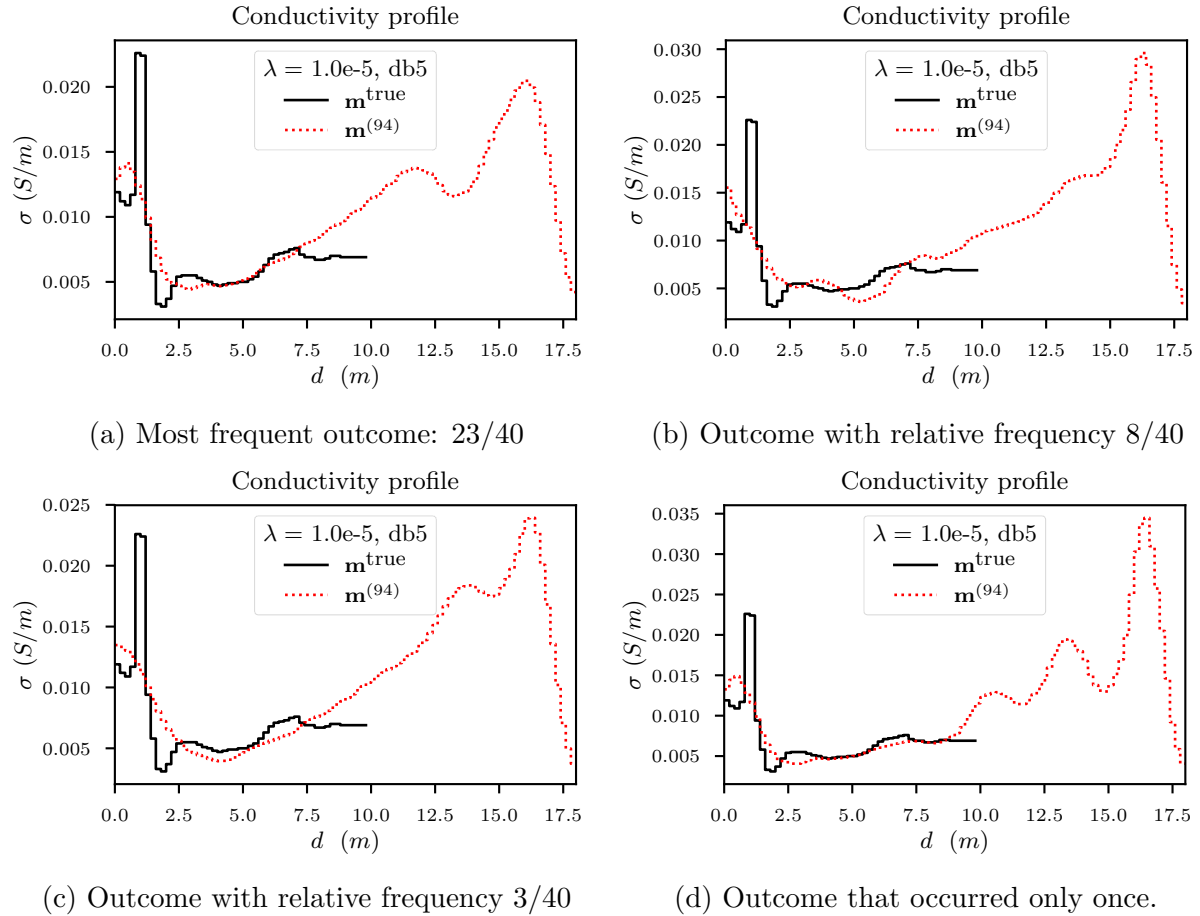 Conductivity profile
λ = 1.0e-5, db5
m^true
m^(94)
σ (S/m)
0.020
0.015
0.010
0.005
0.0 2.5 5.0 7.5 10.0 12.5 15.0 17.5
d (m)
(a) Most frequent outcome: 23/40
Conductivity profile
λ = 1.0e-5, db5
m^true
m^(94)
σ (S/m)
0.030
0.025
0.020
0.015
0.010
0.005
0.0 2.5 5.0 7.5 10.0 12.5 15.0 17.5
d (m)
(b) Outcome with relative frequency 8/40
Conductivity profile
λ = 1.0e-5, db5
m^true
m^(94)
σ (S/m)
0.025
0.020
0.015
0.010
0.005
0.0 2.5 5.0 7.5 10.0 12.5 15.0 17.5
d (m)
(c) Outcome with relative frequency 3/40
Conductivity profile
λ = 1.0e-5, db5
m^true
m^(94)
σ (S/m)
0.035
0.030
0.025
0.020
0.015
0.010
0.005
0.0 2.5 5.0 7.5 10.0 12.5 15.0 17.5
d (m)
(d) Outcome that occurred only once.